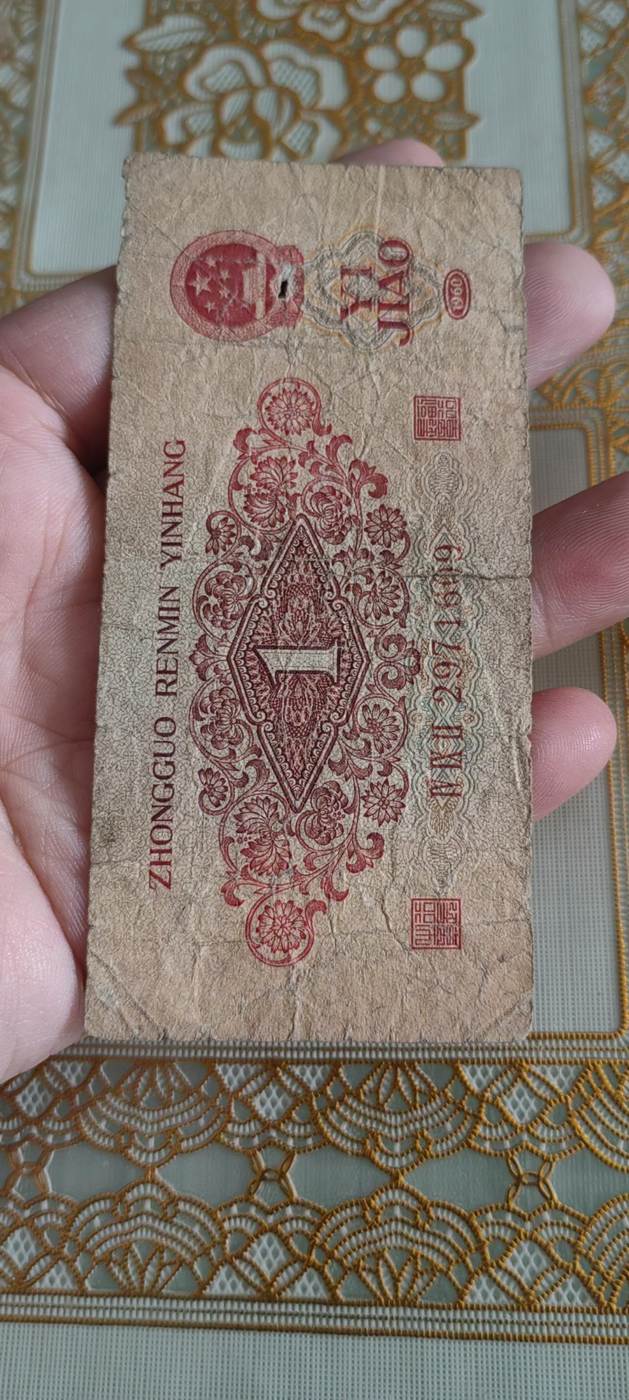 ZHONGGUO RENMIN YINHANG
YI
JIAO
1
1960